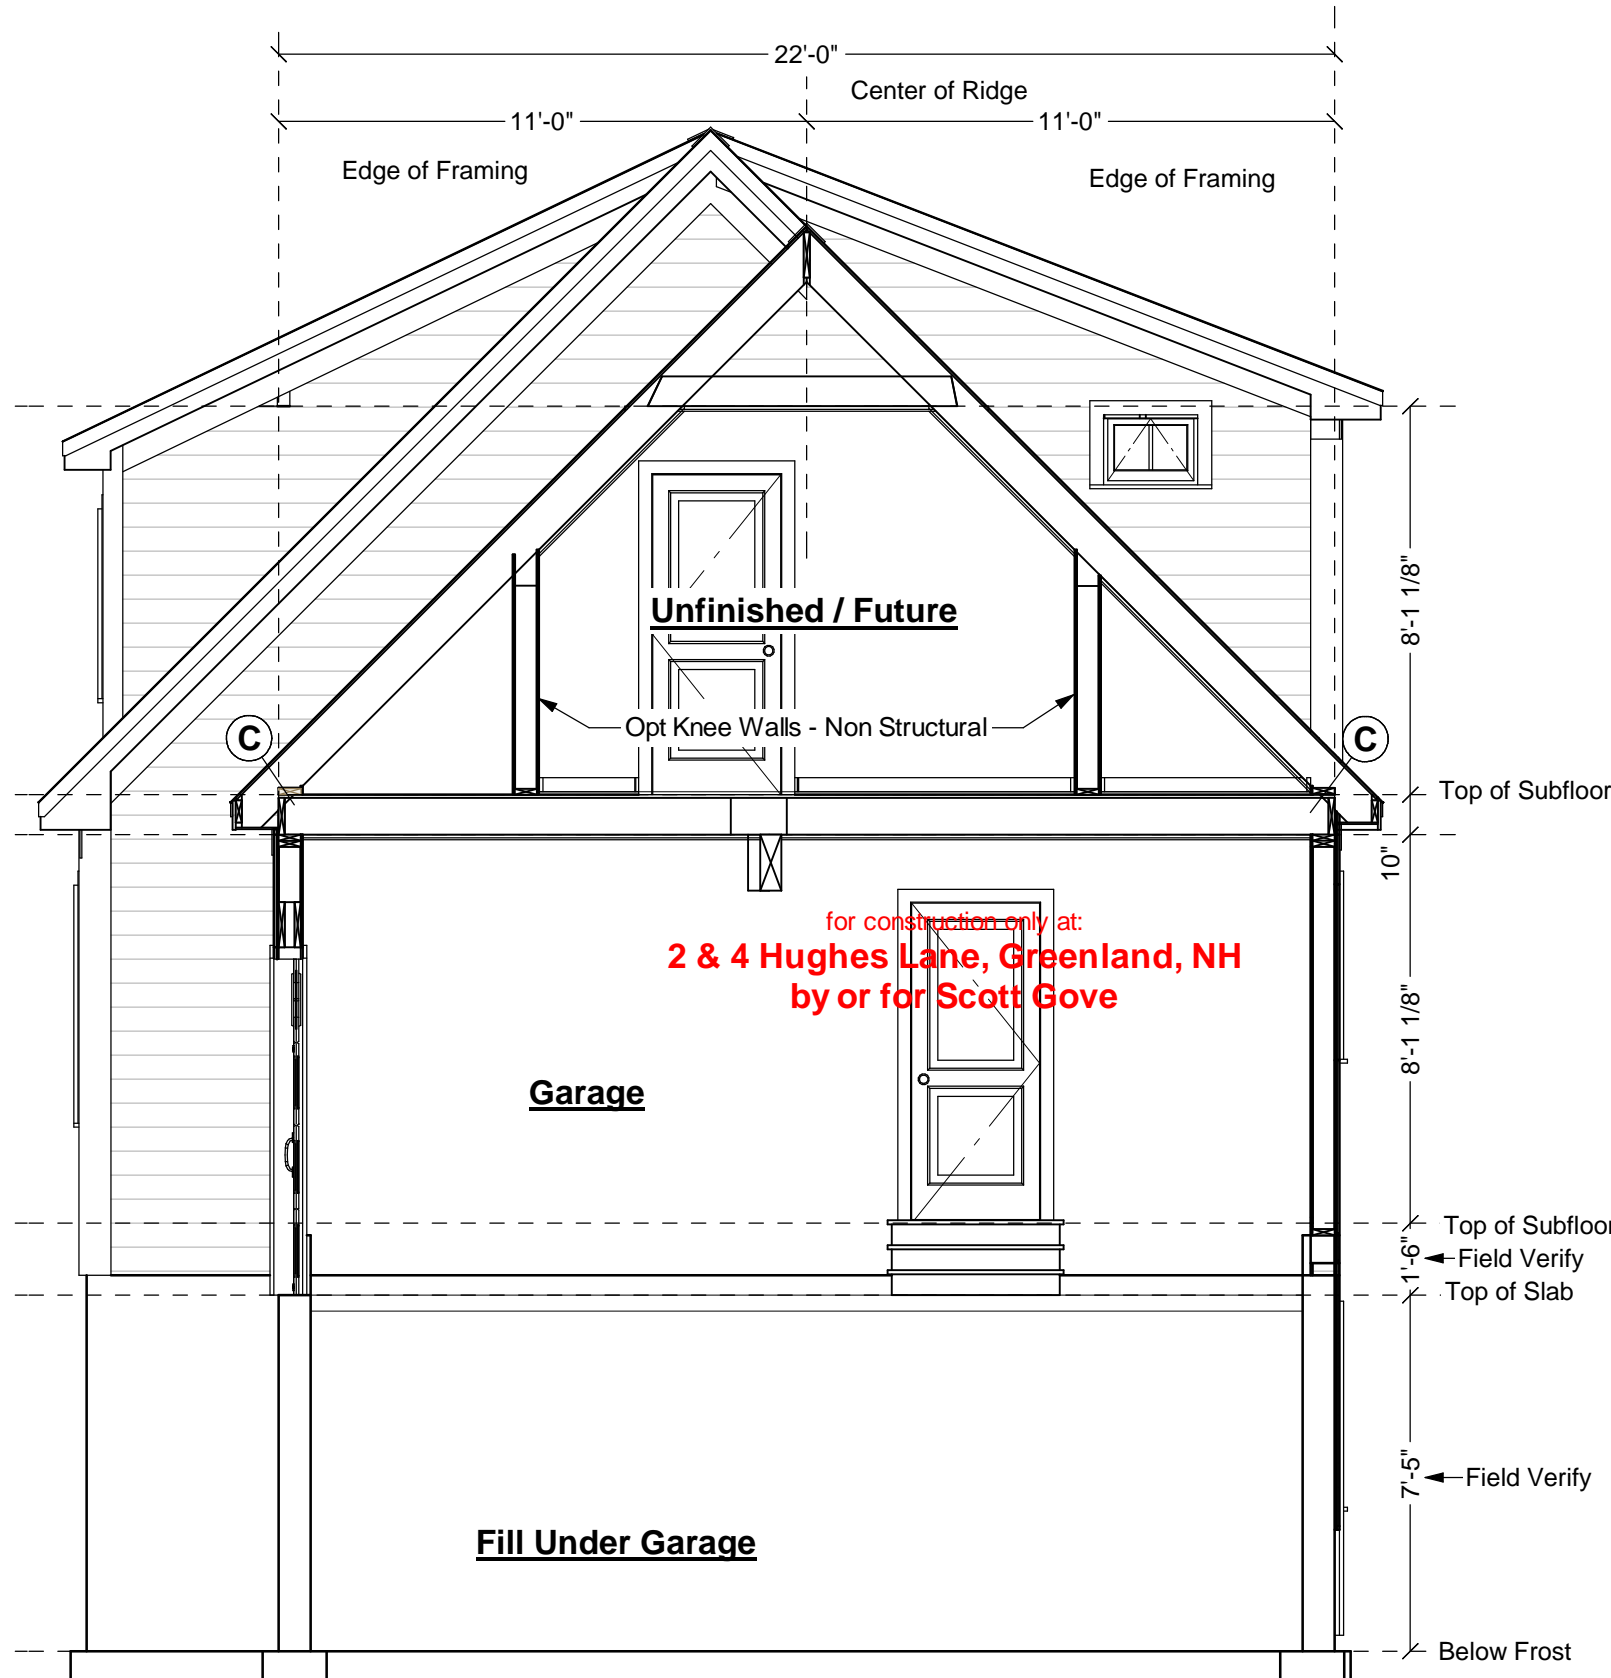 22'-0"
Center of Ridge
11'-0"
11'-0"
Edge of Framing
Edge of Framing
8'-1 1/8"
Unfinished / Future
Opt Knee Walls - Non Structural
C
C
Top of Subfloor
10"
for construction only at:
2 & 4 Hughes Lane, Greenland, NH
by or for Scott Gove
8'-1 1/8"
Garage
Top of Subfloor
1'-6"
Field Verify
Top of Slab
7'-5"
Field Verify
Fill Under Garage
Below Frost